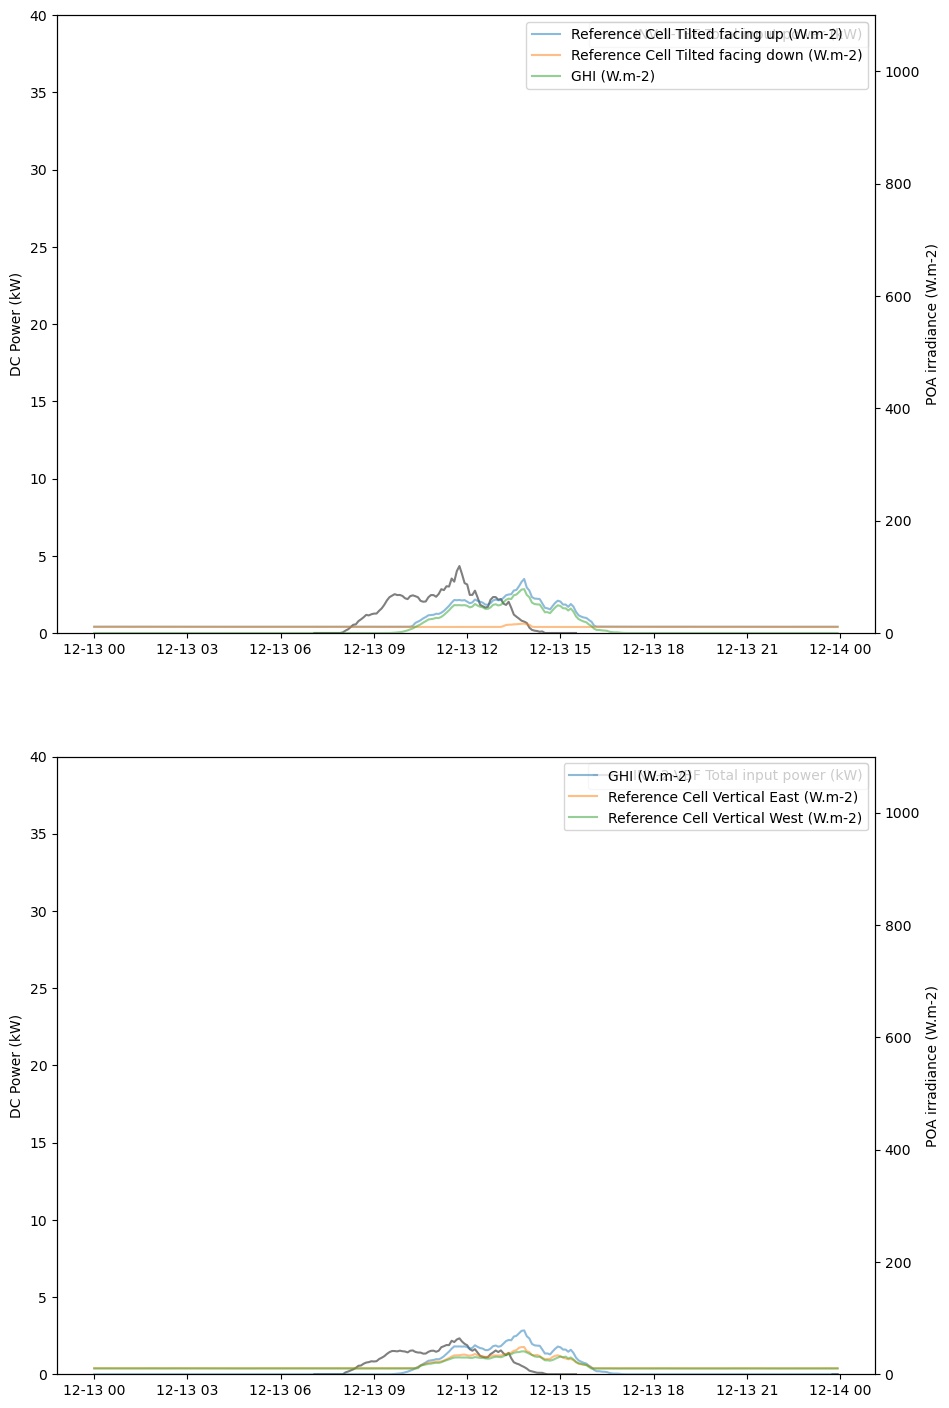 40
35
30
25
20
15
10
5
0
DC Power (kW)
Reference Cell Tilted facing up (W.m-2)
Reference Cell Tilted facing down (W.m-2)
GHI (W.m-2)
1000
800
600
400
200
0
POA irradiance (W.m-2)
12-13 00 12-13 03 12-13 06 12-13 09 12-13 12 12-13 15 12-13 18 12-13 21 12-14 00
40
35
30
25
20
15
10
5
0
DC Power (kW)
GHI (W.m-2)
Total input power (kW)
Reference Cell Vertical East (W.m-2)
Reference Cell Vertical West (W.m-2)
1000
800
600
400
200
0
POA irradiance (W.m-2)
12-13 00 12-13 03 12-13 06 12-13 09 12-13 12 12-13 15 12-13 18 12-13 21 12-14 00